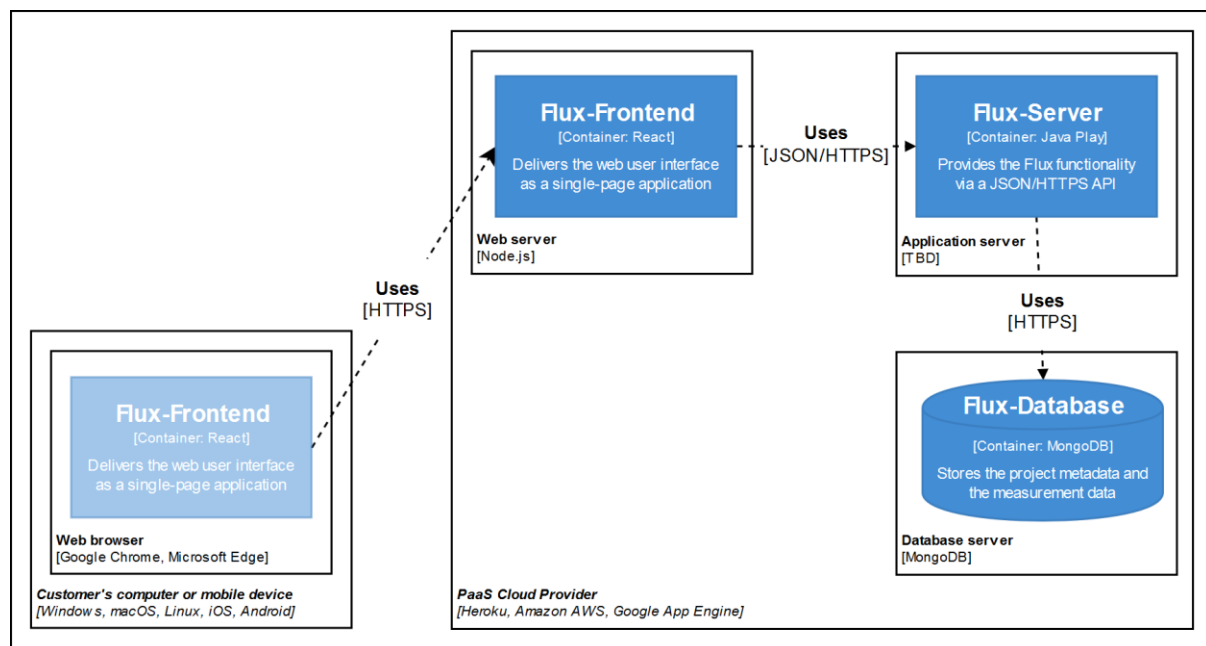 Flux-Frontend
[Container: React]
Delivers the web user interface
as a single-page application
Web server
[Node.js]
Uses
[JSON/HTTPS]
Flux-Server
[Container: Java Play]
Provides the Flux functionality
via a JSON/HTTPS API
Application server
[TBD]
Uses
[HTTPS]
Uses
[HTTPS]
Flux-Frontend
[Container: React]
Delivers the web user interface
as a single-page application
Web browser
[Google Chrome, Microsoft Edge]
Customer's computer or mobile device
[Windows, macOS, Linux, iOS, Android]
Flux-Database
[Container: MongoDB]
Stores the project metadata and
the measurement data
Database server
[MongoDB]
PaaS Cloud Provider
[Heroku, Amazon AWS, Google App Engine]